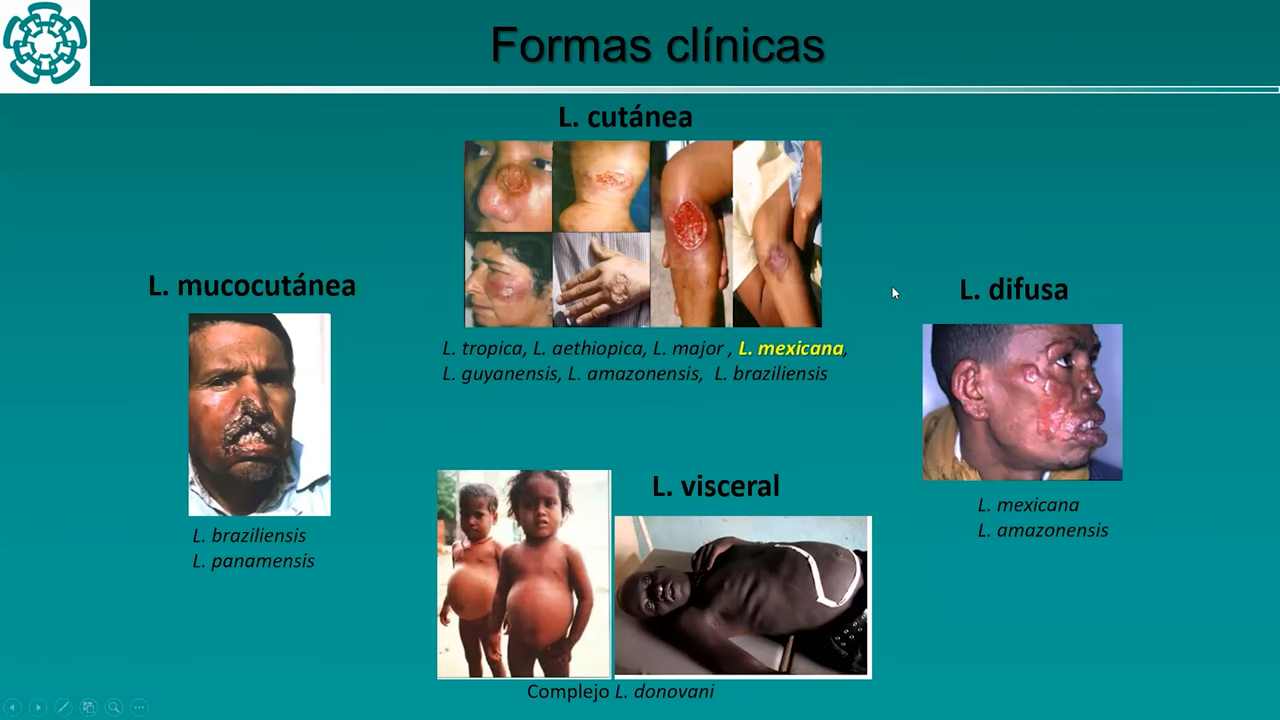 Formas clínicas
L. cutánea
L. tropica, L. aethiopica, L. major , L. mexicana,
L. guyanensis, L. amazonensis, L. braziliensis
L. mucocutánea
L. braziliensis
L. panamensis
L. difusa
L. mexicana
L. amazonensis
L. visceral
Complejo L. donovani